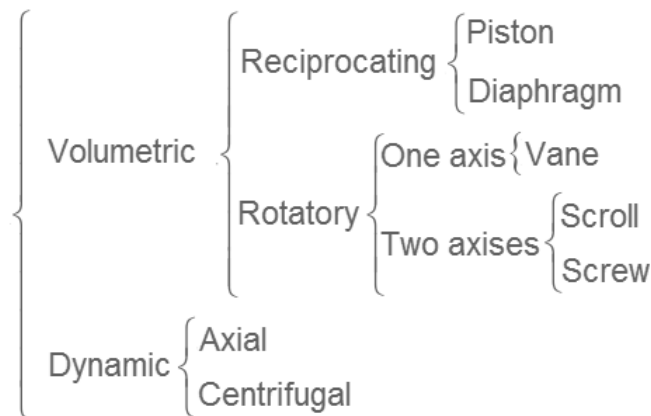 Piston
Reciprocating
Diaphragm
Volumetric
One axis
Vane
Rotatory
Scroll
Two axises
Screw
Axial
Dynamic
Centrifugal